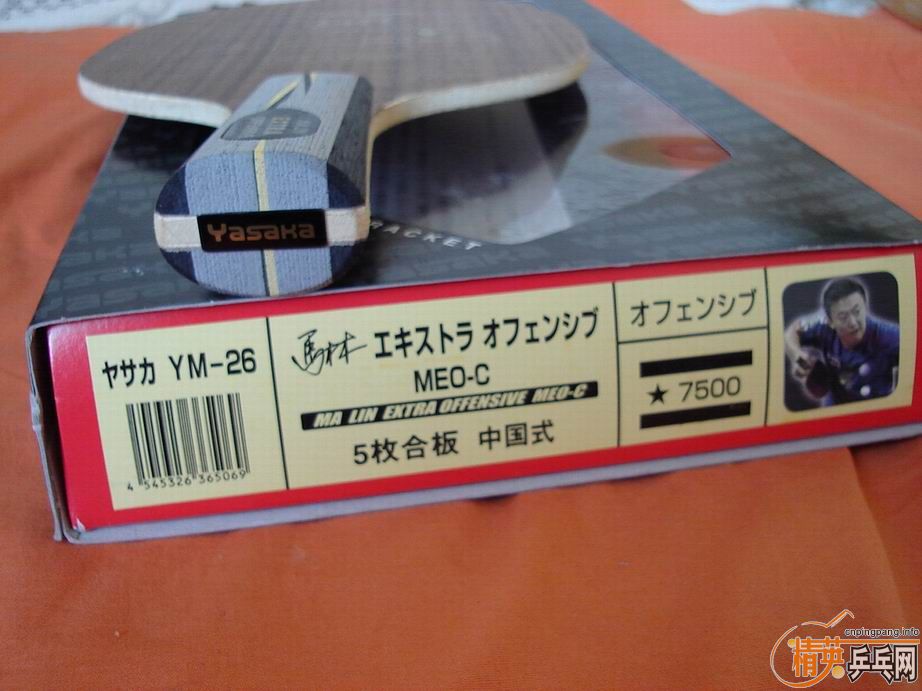 Yasaka
RACKET
ヤサカ YM-26
4 545326 365069
馬林 エキストラ オフェンシブ
MEO-C
MA LIN EXTRA OFFENSIVE MEO-C
5枚合板 中国式
オフェンシブ
★ 7500
cnpingpang.info
精英乒乓网